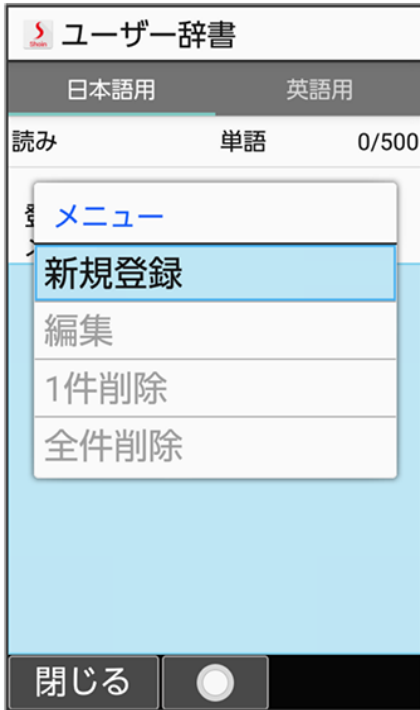 Shoin
ユーザー辞書
日本語用 英語用
読み 単語 0/500
メニュー
新規登録
編集
1件削除
全件削除
閉じる